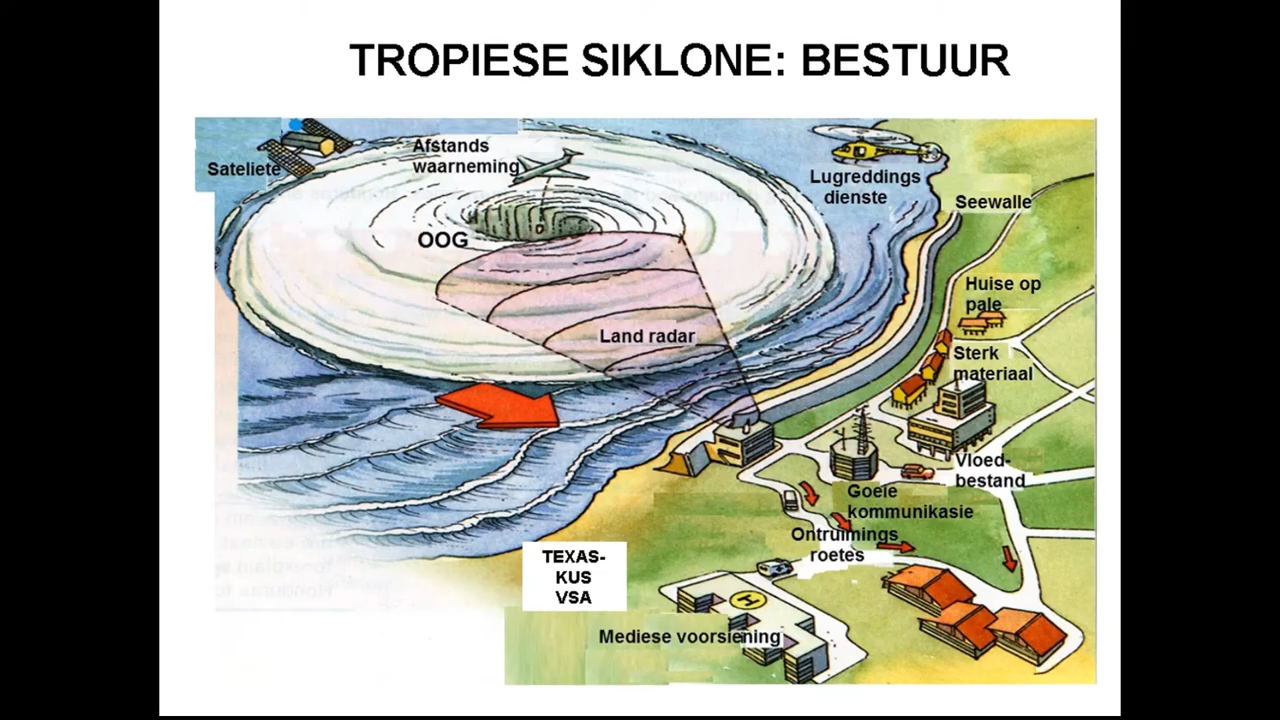 TROPIESE SIKLONE: BESTUUR
Sateliete
Afstands
waarneming
Lugreddings
dienste
Seewalle
OOG
Huise op
pale
Land radar
Sterk
materiaal
Vloed-
bestand
Goeie
kommunikasie
Ontruimings
roetes
TEXAS-
KUS
VSA
H
Mediese voorsiening